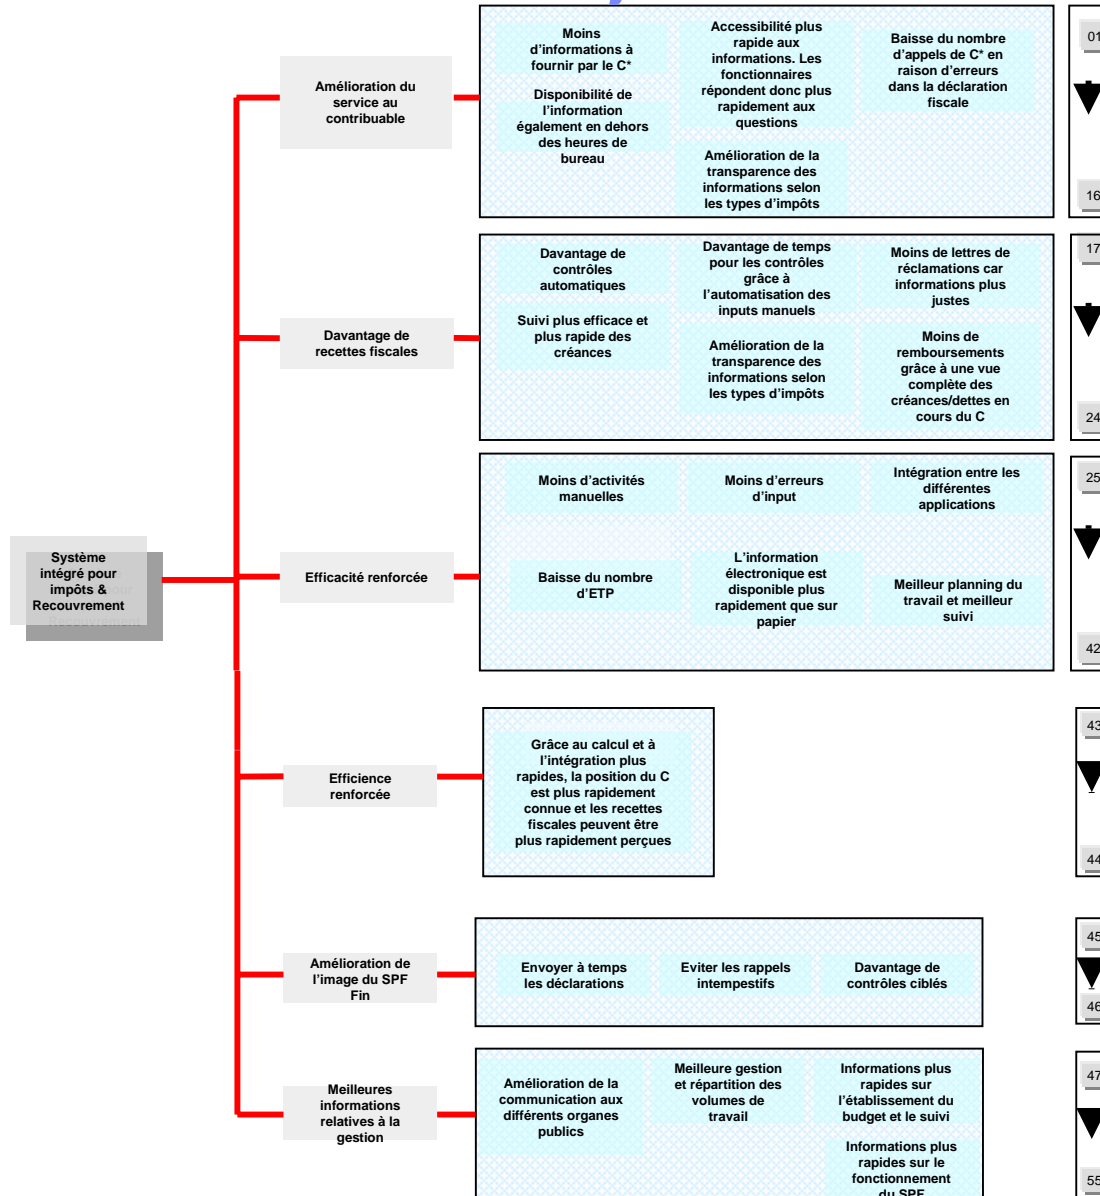 Système
intégré pour
impôts &
Recouvrement
Amélioration du
service au
contribuable
Moins
d'informations à
fournir par le C*
Disponibilité de
l'information
également en dehors
des heures de
bureau
Accessibilité plus
rapide aux
informations. Les
fonctionnaires
répondent donc plus
rapidement aux
questions
Amélioration de la
transparence des
informations selon
les types d'impôts
Baisse du nombre
d'appels de C* en
raison d'erreurs
dans la déclaration
fiscale
01
16
Davantage de
recettes fiscales
Davantage de
contrôles
automatiques
Suivi plus efficace et
plus rapide des
créances
Davantage de temps
pour les contrôles
grâce à
l'automatisation des
inputs manuels
Amélioration de la
transparence des
informations selon
les types d'impôts
Moins de lettres de
réclamations car
informations plus
justes
Moins de
remboursements
grâce à une vue
complète des
créances/dettes en
cours du C
17
24
Efficacité renforcée
Moins d'activités
manuelles
Moins d'erreurs
d'input
Intégration entre les
différentes
applications
Baisse du nombre
d'ETP
L'information
électronique est
disponible plus
rapidement que sur
papier
Meilleur planning du
travail et meilleur
suivi
25
42
Efficience
renforcée
Grâce au calcul et à
l'intégration plus
rapides, la position du C
est plus rapidement
connue et les recettes
fiscales peuvent être
plus rapidement perçues
43
44
Amélioration de
l'image du SPF
Fin
Envoyer à temps
les déclarations
Eviter les rappels
intempestifs
Davantage de
contrôles ciblés
45
46
Meilleures
informations
relatives à la
gestion
Amélioration de la
communication aux
différents organes
publics
Meilleure gestion
et répartition des
volumes de
travail
Informations plus
rapides sur
l'établissement du
budget et le suivi
Informations plus
rapides sur le
fonctionnement
du SPF
47
55